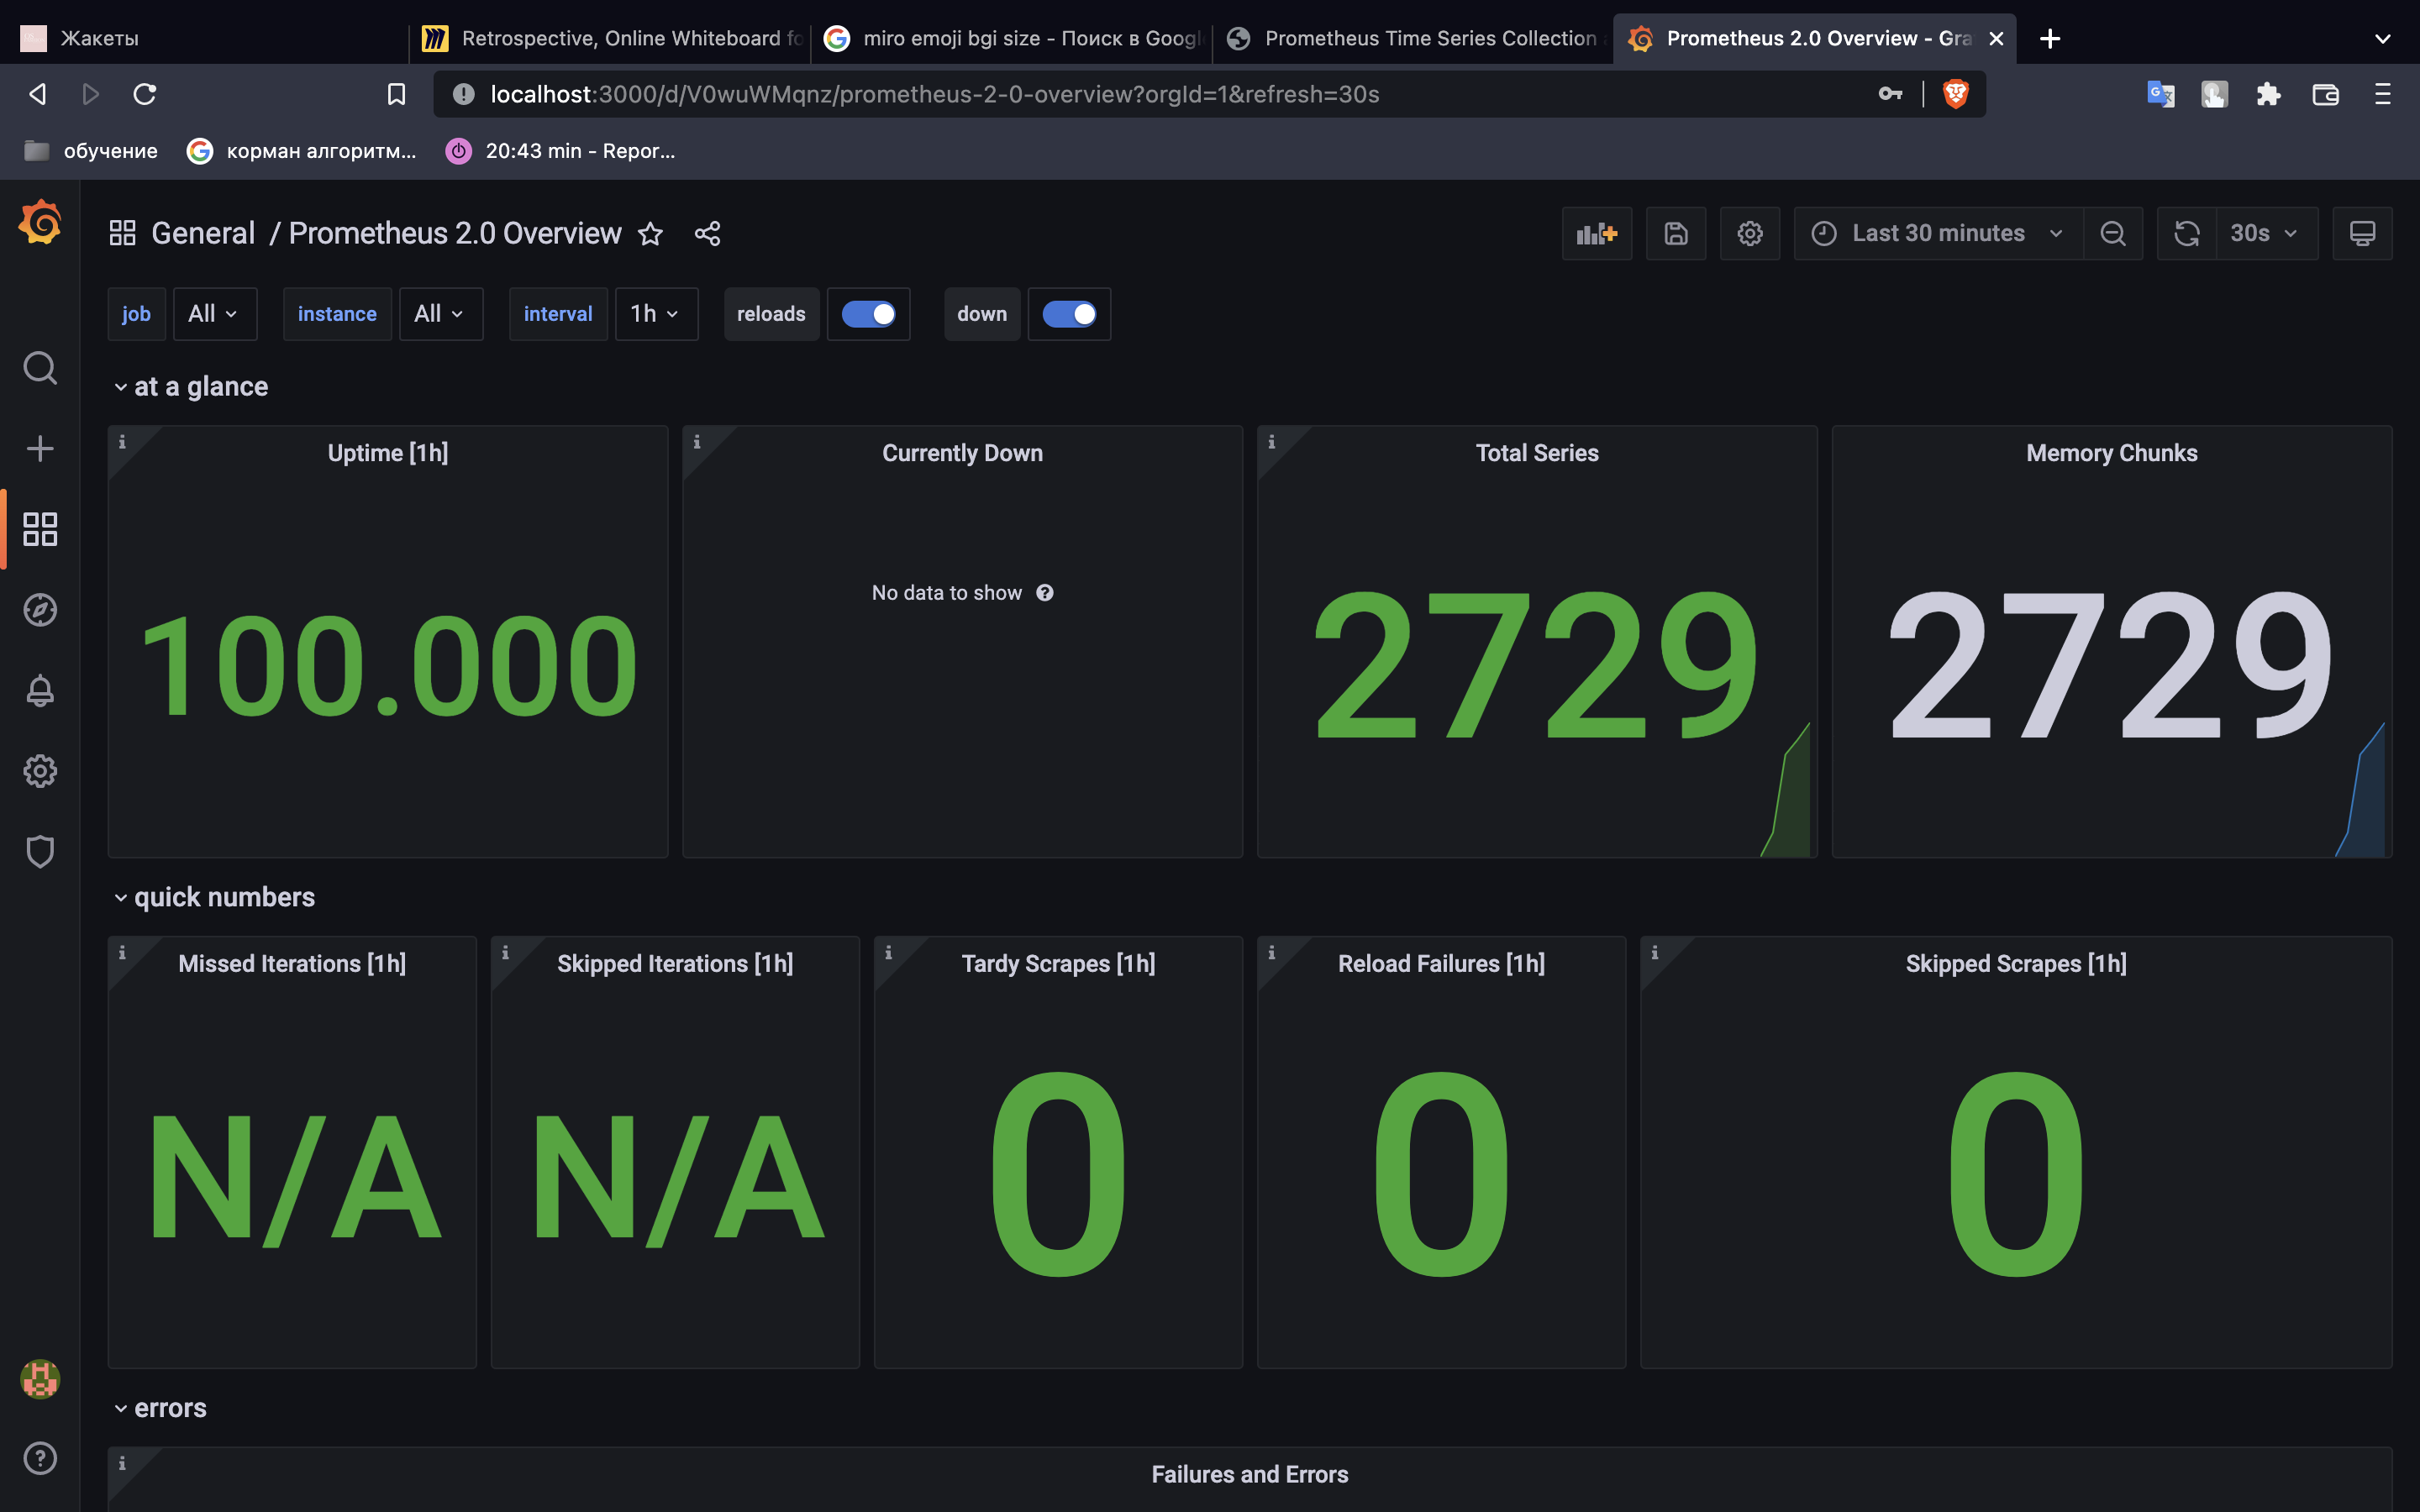 Жакеты
Retrospective, Online Whiteboard fo
miro emoji bgi size - Поиск в Googl
Prometheus Time Series Collection a
Prometheus 2.0 Overview - Gra
localhost:3000/d/V0wuWMqnz/prometheus-2-0-overview?orgId=1&refresh=30s
обучение
корман алгоритм...
20:43 min - Repor...
General / Prometheus 2.0 Overview
Last 30 minutes
30s
job
All
instance
All
interval
1h
reloads
down
at a glance
Uptime [1h]
Currently Down
Total Series
Memory Chunks
100.000
No data to show
2729
2729
quick numbers
Missed Iterations [1h]
Skipped Iterations [1h]
Tardy Scrapes [1h]
Reload Failures [1h]
Skipped Scrapes [1h]
N/A
N/A
0
0
0
errors
Failures and Errors